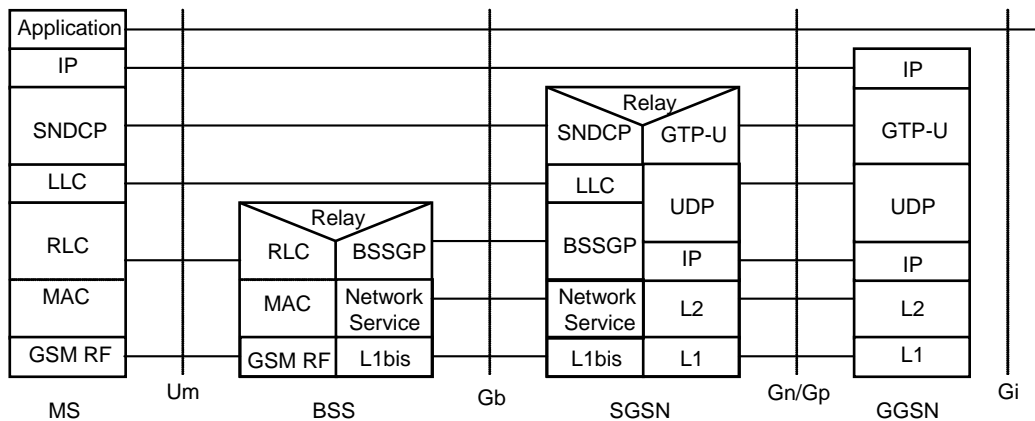 Application
IP
IP
Relay
SNDCP
SNDCP
GTP-U
GTP-U
LLC
LLC
UDP
UDP
Relay
RLC
RLC
BSSGP
BSSGP
IP
IP
MAC
MAC
Network
Service
Network
Service
L2
L2
GSM RF
GSM RF
L1bis
L1bis
L1
L1
Um
Gb
Gn/Gp
Gi
MS
BSS
SGSN
GGSN